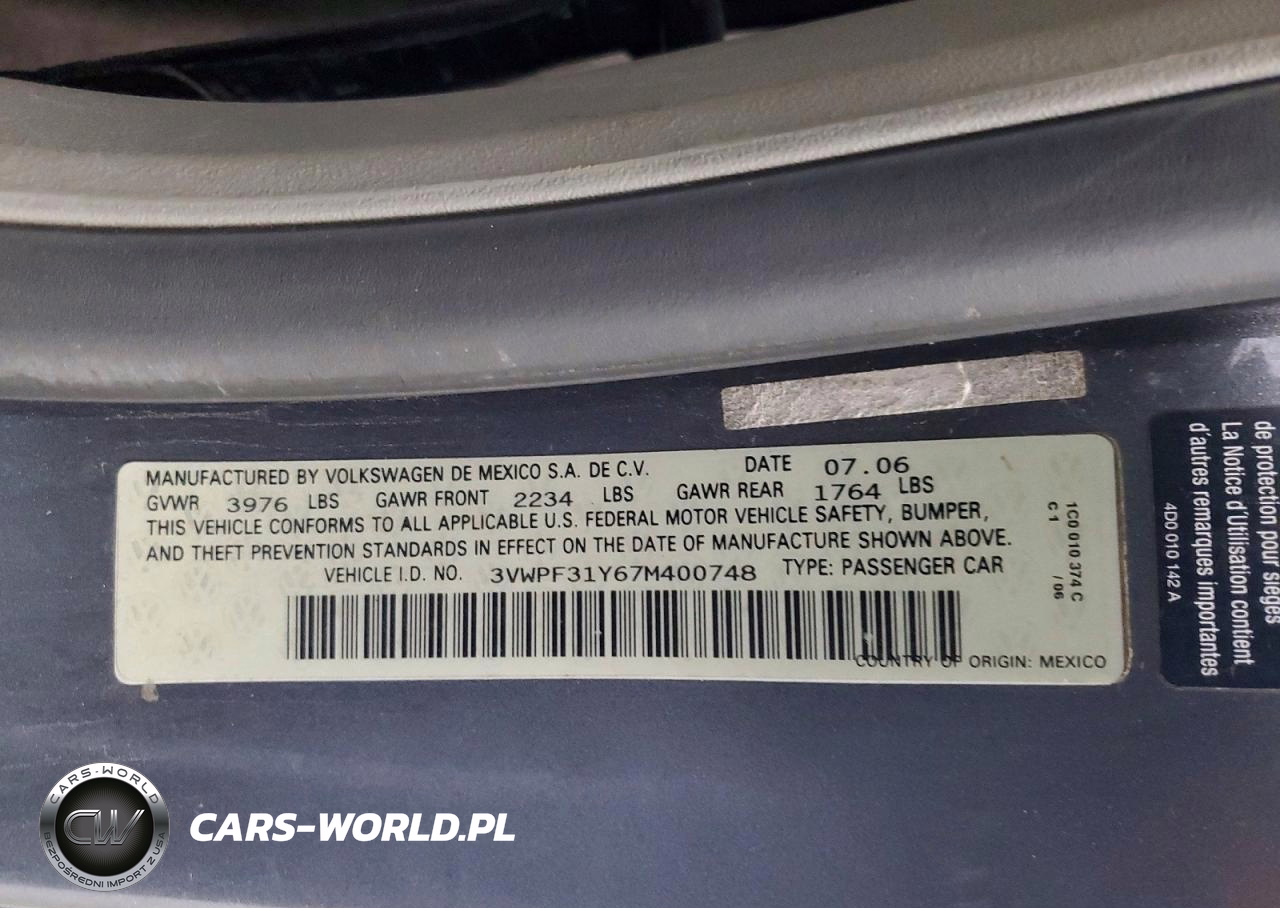 MANUFACTURED BY VOLKSWAGEN DE MEXICO S.A. DE C.V. DATE 07.06
GVWR 3976 LBS GAWR FRONT 2234 LBS GAWR REAR 1764 LBS
THIS VEHICLE CONFORMS TO ALL APPLICABLE U.S. FEDERAL MOTOR VEHICLE SAFETY, BUMPER,
AND THEFT PREVENTION STANDARDS IN EFFECT ON THE DATE OF MANUFACTURE SHOWN ABOVE.
VEHICLE I.D. NO. 3VWPF31Y67M400748 TYPE: PASSENGER CAR
COUNTRY OF ORIGIN: MEXICO
1C0 010 374 C
C1 /06
de protection pour sièges
La Notice d'Utilisation contient
d'autres remarques importantes
4D0 010 142 A
CARS-WORLD
CW
BEZPOŚREDNI IMPORT Z USA
CARS-WORLD.PL